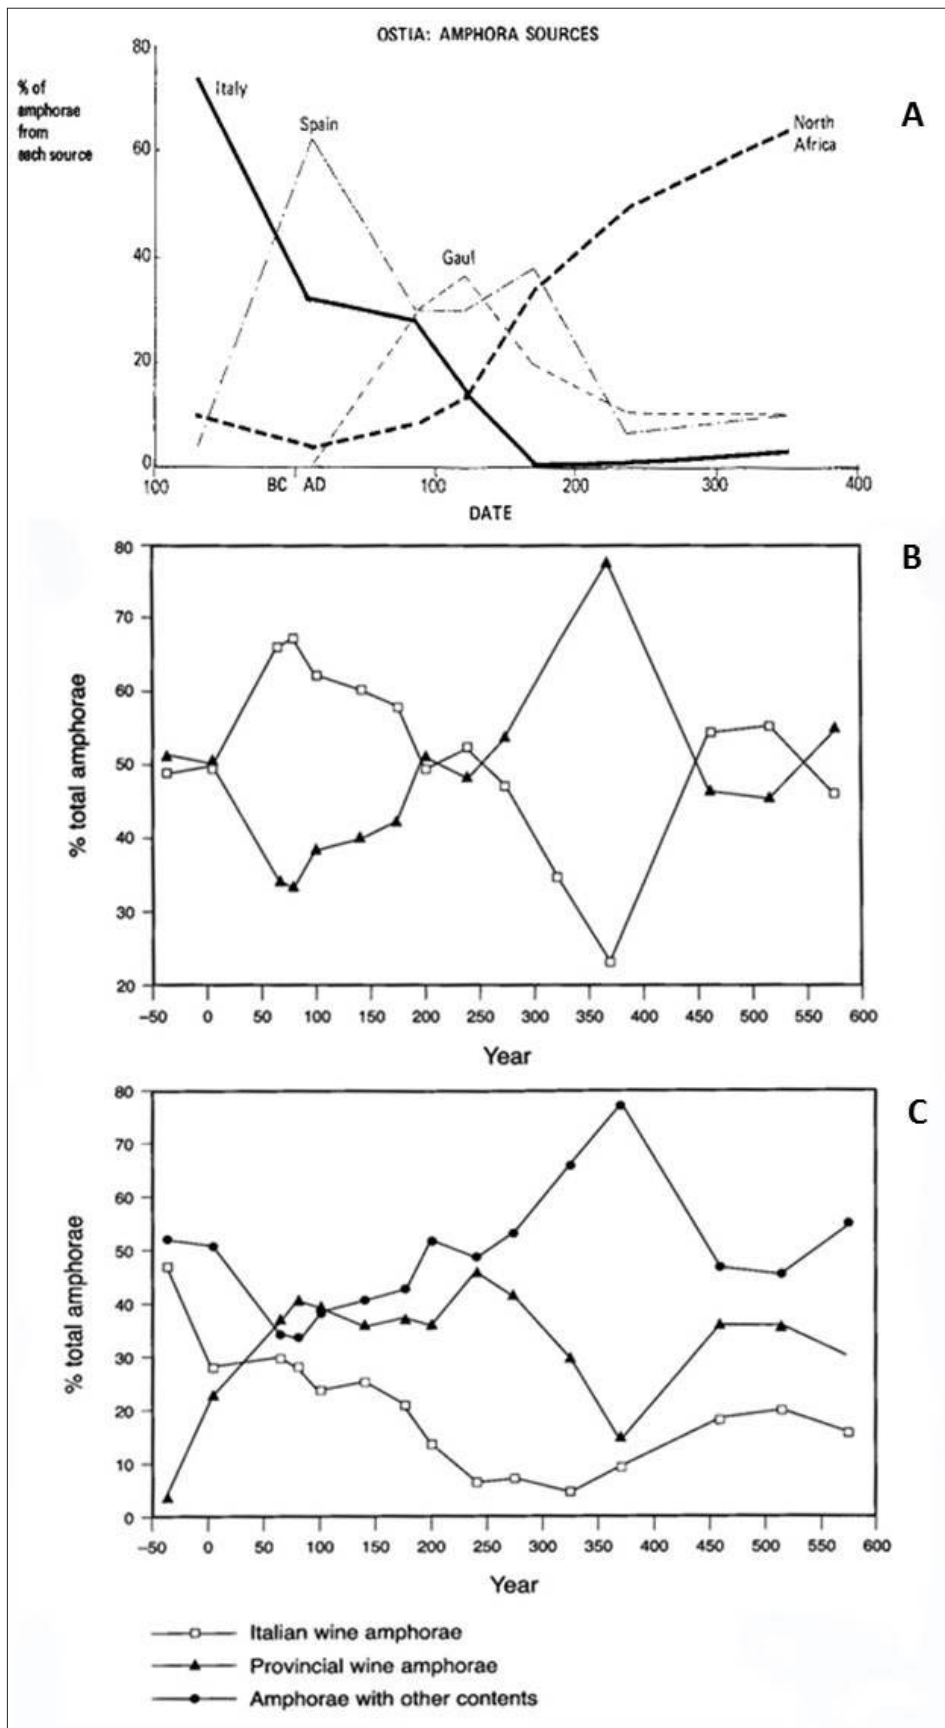 OSTIA: AMPHORA SOURCES
A
% of
amphorae
from
each source
80
60
40
20
0
Italy
Spain
Gaul
North
Africa
100 BC AD 100 200 300 400
DATE
B
% total amphorae
80
70
60
50
40
30
20
-50 0 50 100 150 200 250 300 350 400 450 500 550 600
Year
C
% total amphorae
80
70
60
50
40
30
20
10
0
-50 0 50 100 150 200 250 300 350 400 450 500 550 600
Year
Italian wine amphorae
Provincial wine amphorae
Amphorae with other contents